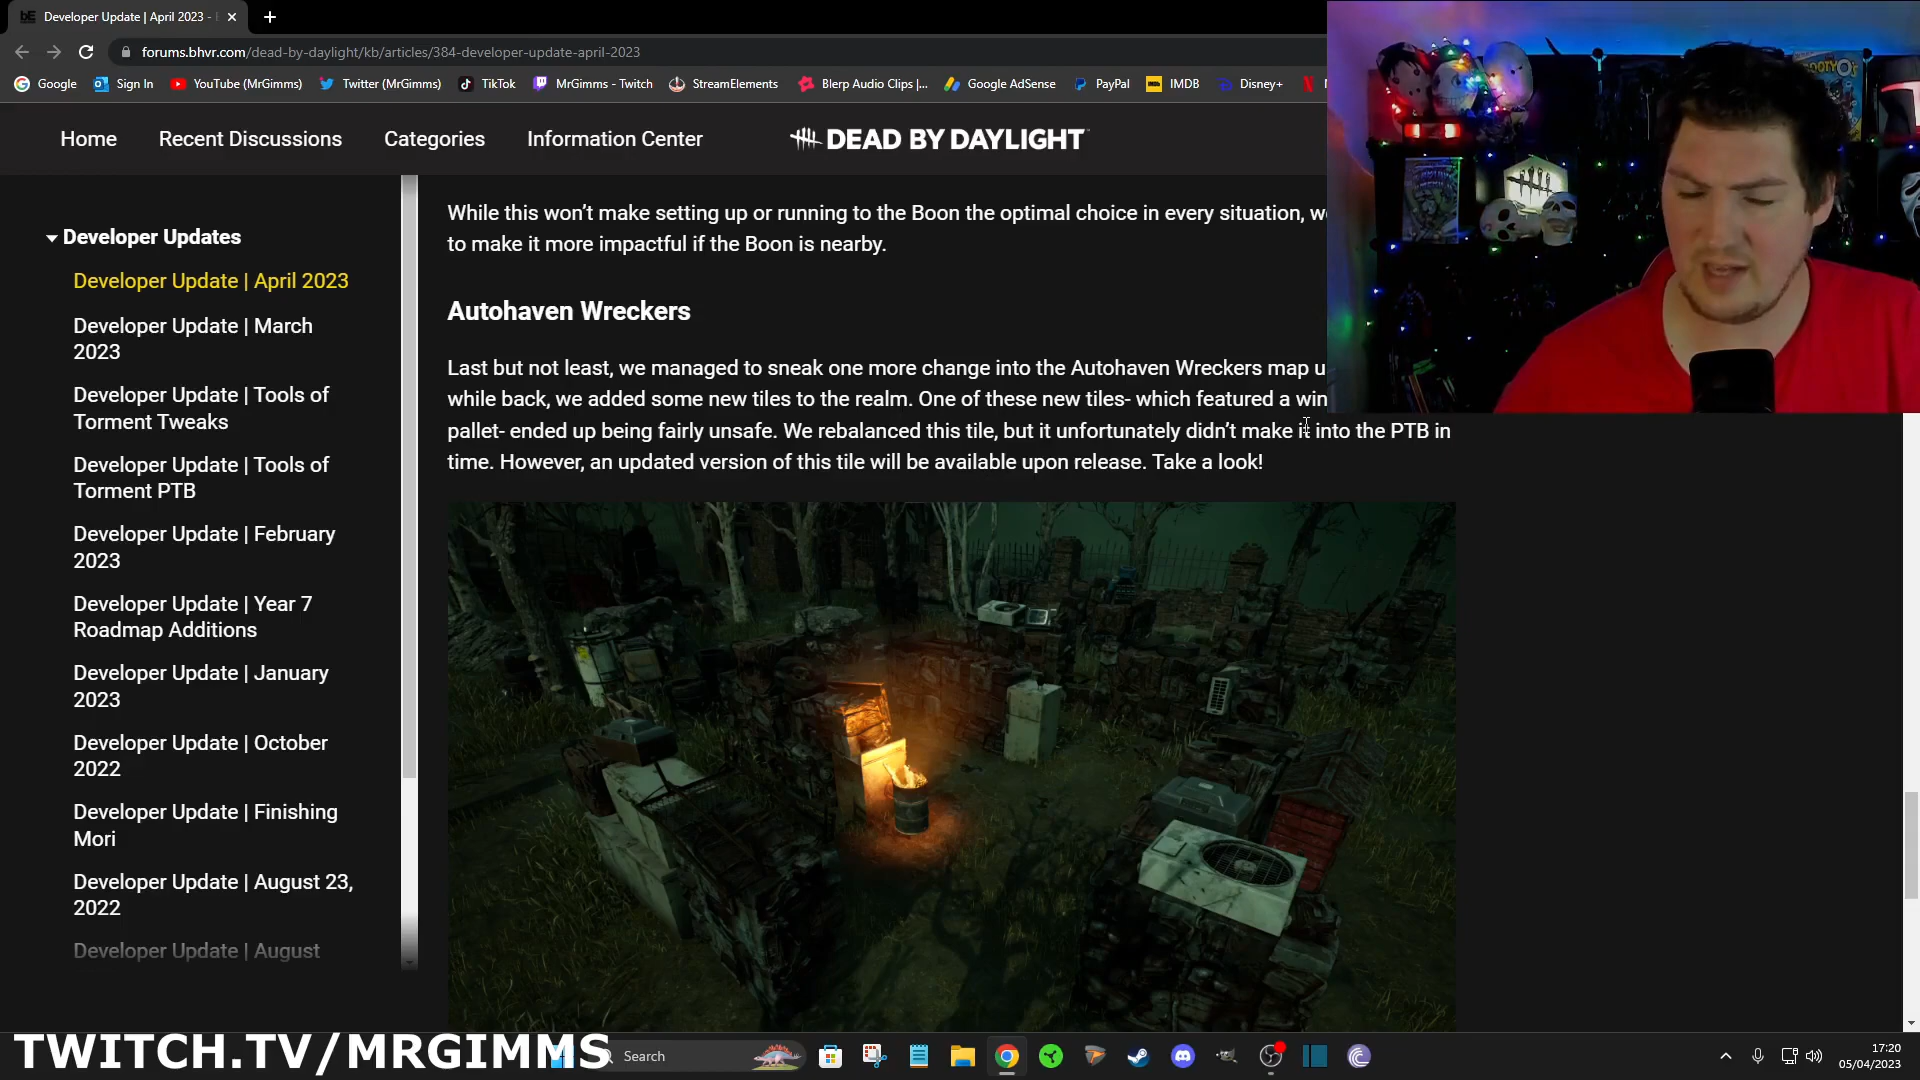 Developer Update | April 2023 -
forums.bhvr.com/dead-by-daylight/kb/articles/384-developer-update-april-2023
Google
Sign In
YouTube (MrGimms)
Twitter (MrGimms)
TikTok
MrGimms - Twitch
StreamElements
Blerp Audio Clips |...
Google AdSense
PayPal
IMDB
Disney+
Home
Recent Discussions
Categories
Information Center
DEAD BY DAYLIGHT
Developer Updates
Developer Update | April 2023
Developer Update | March
2023
Developer Update | Tools of
Torment Tweaks
Developer Update | Tools of
Torment PTB
Developer Update | February
2023
Developer Update | Year 7
Roadmap Additions
Developer Update | January
2023
Developer Update | October
2022
Developer Update | Finishing
Mori
Developer Update | August 23,
2022
Developer Update | August
While this won’t make setting up or running to the Boon the optimal choice in every situation,
to make it more impactful if the Boon is nearby.
Autohaven Wreckers
Last but not least, we managed to sneak one more change into the Autohaven Wreckers map
while back, we added some new tiles to the realm. One of these new tiles- which featured a
pallet- ended up being fairly unsafe. We rebalanced this tile, but it unfortunately didn’t make it into the PTB in
time. However, an updated version of this tile will be available upon release. Take a look!
TWITCH.TV/MRGIMMS
Search
17:20
05/04/2023